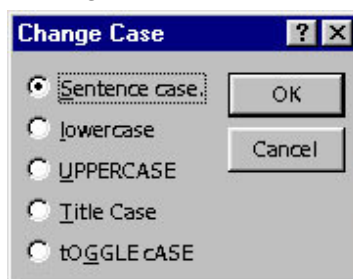 Change Case
Sentence case.
OK
lowercase
Cancel
UPPERCASE
Title Case
tOGGLE cASE